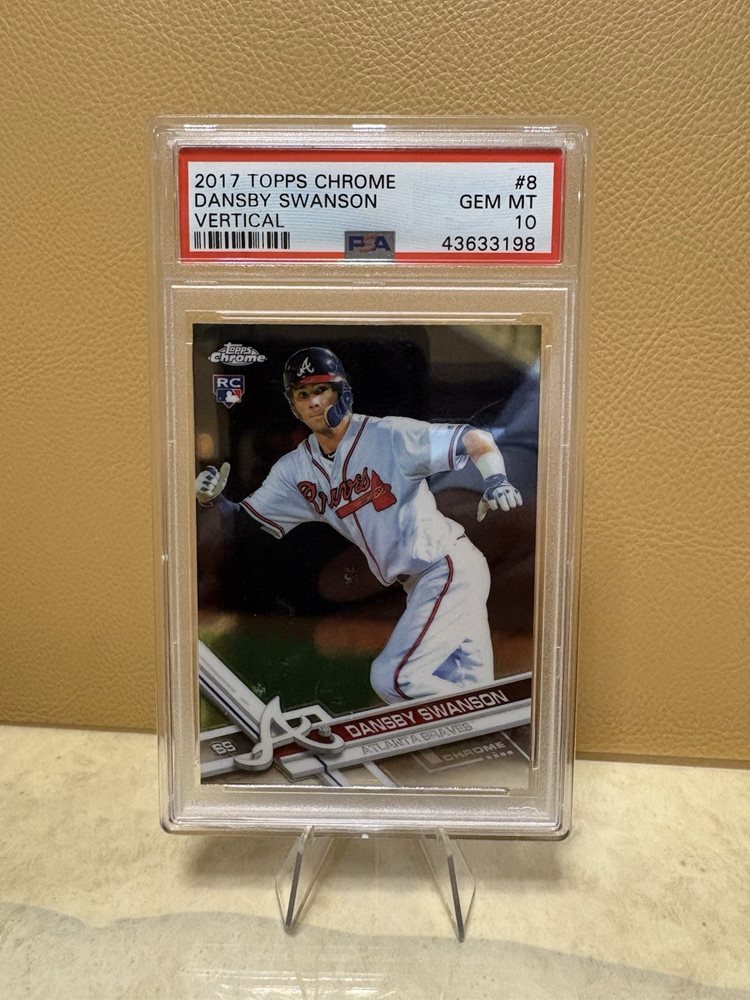 2017 TOPPS CHROME #8
DANSBY SWANSON GEM MT
VERTICAL 10
PSA 43633198
Topps
Chrome
RC
A
Braves
SS
DANSBY SWANSON
ATLANTA BRAVES
CHROME